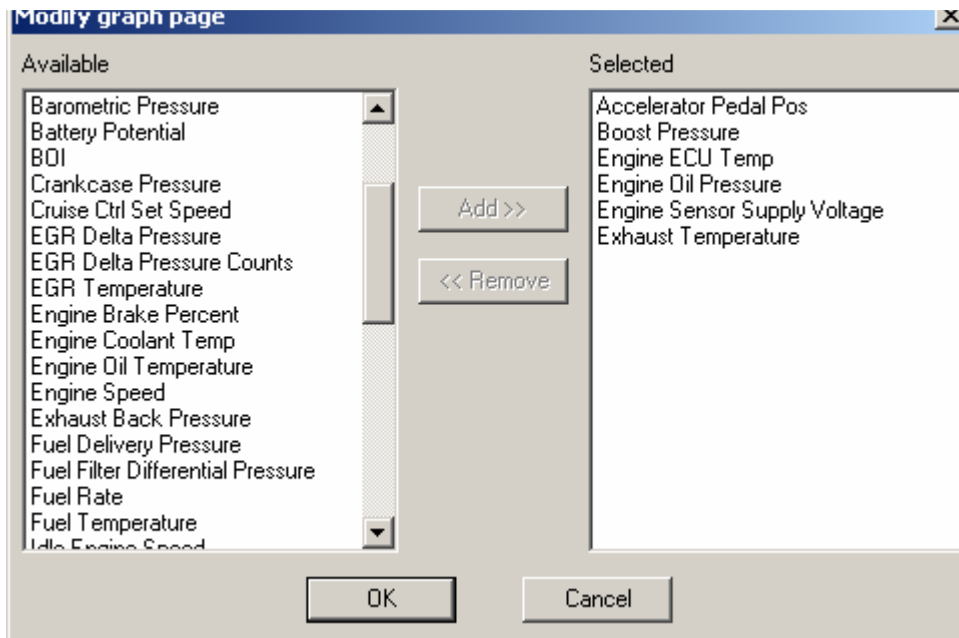 Modify graph page
Available
Barometric Pressure
Battery Potential
BOI
Crankcase Pressure
Cruise Ctrl Set Speed
EGR Delta Pressure
EGR Delta Pressure Counts
EGR Temperature
Engine Brake Percent
Engine Coolant Temp
Engine Oil Temperature
Engine Speed
Exhaust Back Pressure
Fuel Delivery Pressure
Fuel Filter Differential Pressure
Fuel Rate
Fuel Temperature
Idle Engine Speed
Add >>
<< Remove
Selected
Accelerator Pedal Pos
Boost Pressure
Engine ECU Temp
Engine Oil Pressure
Engine Sensor Supply Voltage
Exhaust Temperature
OK
Cancel